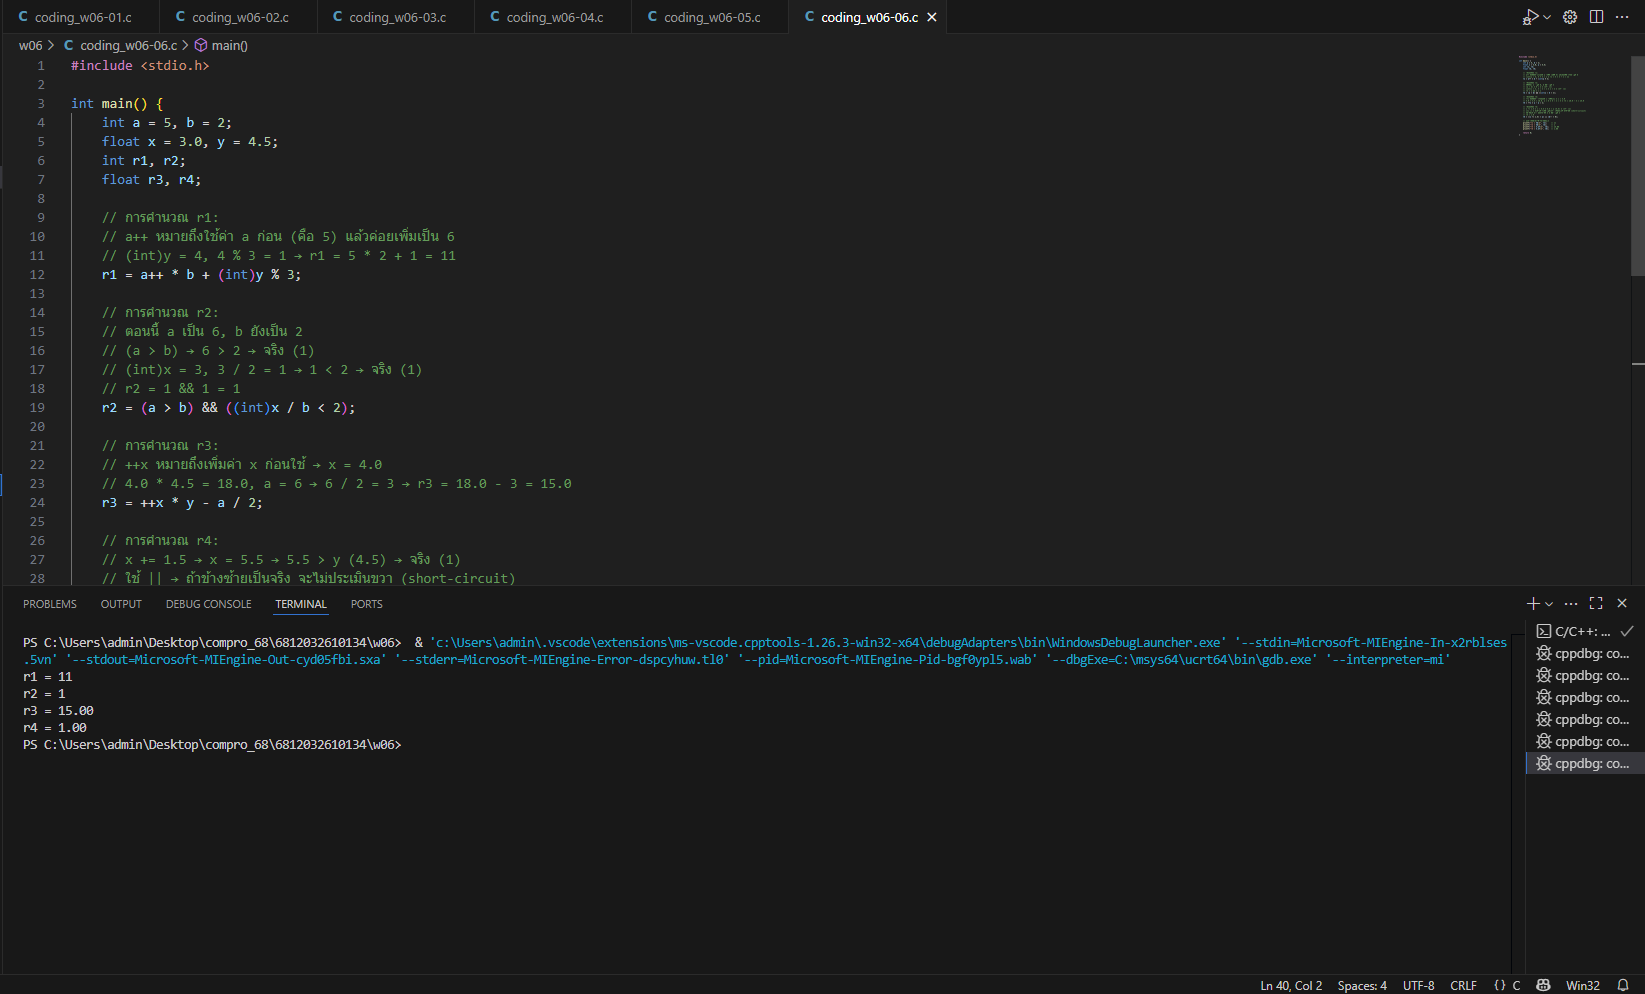 coding_w06-01.c
coding_w06-02.c
coding_w06-03.c
coding_w06-04.c
coding_w06-05.c
coding_w06-06.c
w06 > C coding_w06-06.c > main()
1 #include <stdio.h>
2
3 int main() {
4 int a = 5, b = 2;
5 float x = 3.0, y = 4.5;
6 int r1, r2;
7 float r3, r4;
8
9 // การคำนวณ r1:
10 // a++ หมายถึงใช้ค่า a ก่อน (คือ 5) แล้วค่อยเพิ่มเป็น 6
11 // (int)y = 4, 4 % 3 = 1 → r1 = 5 * 2 + 1 = 11
12 r1 = a++ * b + (int)y % 3;
13
14 // การคำนวณ r2:
15 // ตอนนี้ a เป็น 6, b ยังเป็น 2
16 // (a > b) → 6 > 2 → จริง (1)
17 // (int)x = 3, 3 / 2 = 1 → 1 < 2 → จริง (1)
18 // r2 = 1 && 1 = 1
19 r2 = (a > b) && ((int)x / b < 2);
20
21 // การคำนวณ r3:
22 // ++x หมายถึงเพิ่มค่า x ก่อนใช้ → x = 4.0
23 // 4.0 * 4.5 = 18.0, a = 6 → 6 / 2 = 3 → r3 = 18.0 - 3 = 15.0
24 r3 = ++x * y - a / 2;
25
26 // การคำนวณ r4:
27 // x += 1.5 → x = 5.5 → 5.5 > y (4.5) → จริง (1)
28 // ใช้ || → ถ้าข้างซ้ายเป็นจริง จะไม่ประเมินขวา (short-circuit)
PROBLEMS OUTPUT DEBUG CONSOLE TERMINAL PORTS
PS C:\Users\admin\Desktop\compro_68\6812032610134\w06> & 'c:\Users\admin\.vscode\extensions\ms-vscode.cpptools-1.26.3-win32-x64\debugAdapters\bin\WindowsDebugLauncher.exe' '--stdin=Microsoft-MIEngine-In-x2rblses
.5vn' '--stdout=Microsoft-MIEngine-Out-cyd05fbi.sxa' '--stderr=Microsoft-MIEngine-Error-dspcyhuw.tl0' '--pid=Microsoft-MIEngine-Pid-bgf0ypl5.wab' '--dbgExe=C:\msys64\ucrt64\bin\gdb.exe' '--interpreter=mi'
r1 = 11
r2 = 1
r3 = 15.00
r4 = 1.00
PS C:\Users\admin\Desktop\compro_68\6812032610134\w06>
C/C++: ...
cppdbg: co...
cppdbg: co...
cppdbg: co...
cppdbg: co...
cppdbg: co...
cppdbg: co...
Ln 40, Col 2 Spaces: 4 UTF-8 CRLF {} C Win32